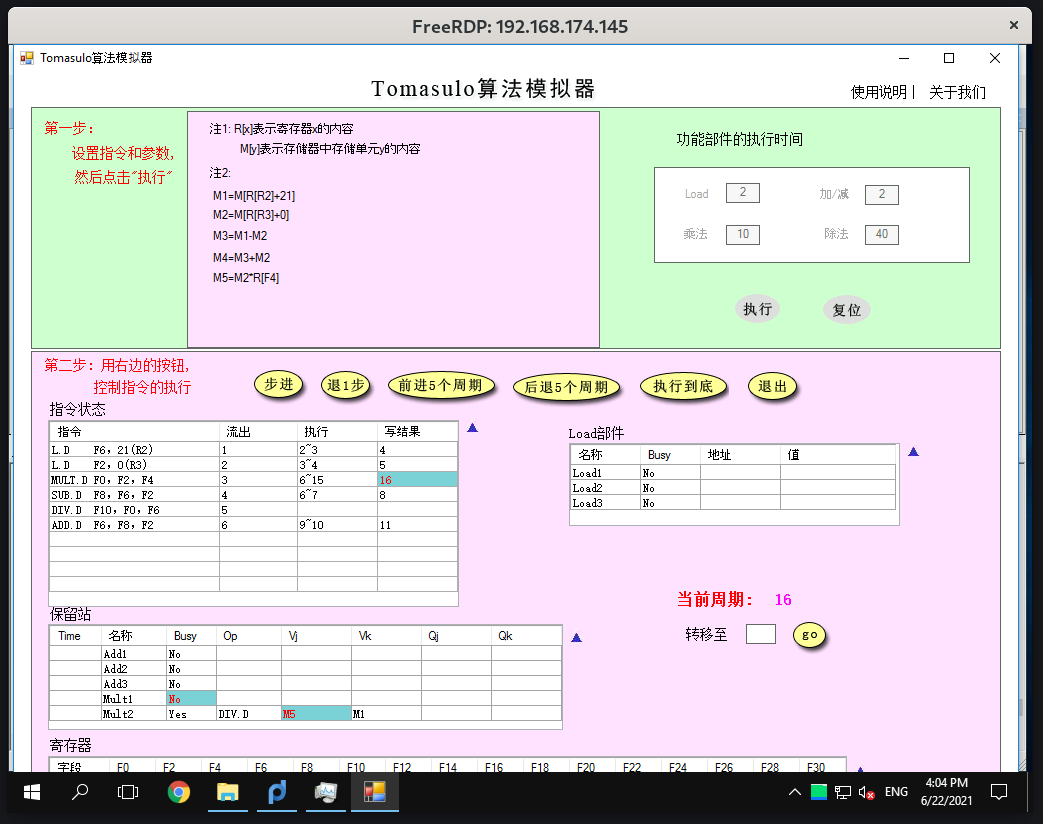 FreeRDP: 192.168.174.145
Tomasulo算法模拟器
Tomasulo算法模拟器
使用说明 | 关于我们
第一步：
设置指令和参数，
然后点击"执行"
注1: R[x]表示寄存器x的内容
M[y]表示存储器中存储单元y的内容
注2:
M1=M[R[R2]+21]
M2=M[R[R3]+0]
M3=M1-M2
M4=M3+M2
M5=M2*R[F4]
功能部件的执行时间
Load 2 加/减 2
乘法 10 除法 40
执行 复位
第二步：用右边的按钮，
控制指令的执行
步进 退1步 前进5个周期 后退5个周期 执行到底 退出
指令状态
指令 流出 执行 写结果
L.D F6, 21(R2) 1 2~3 4
L.D F2, 0(R3) 2 3~4 5
MULT.D F0, F2, F4 3 6~15 16
SUB.D F8, F6, F2 4 6~7 8
DIV.D F10, F0, F6 5
ADD.D F6, F8, F2 6 9~10 11
Load部件
名称 Busy 地址 值
Load1 No
Load2 No
Load3 No
当前周期： 16
转移至 go
保留站
Time 名称 Busy Op Vj Vk Qj Qk
Add1 No
Add2 No
Add3 No
Mult1 No
Mult2 Yes DIV.D M5 M1
寄存器
字段 F0 F2 F4 F6 F8 F10 F12 F14 F16 F18 F20 F22 F24 F26 F28 F30
ENG
4:04 PM
6/22/2021